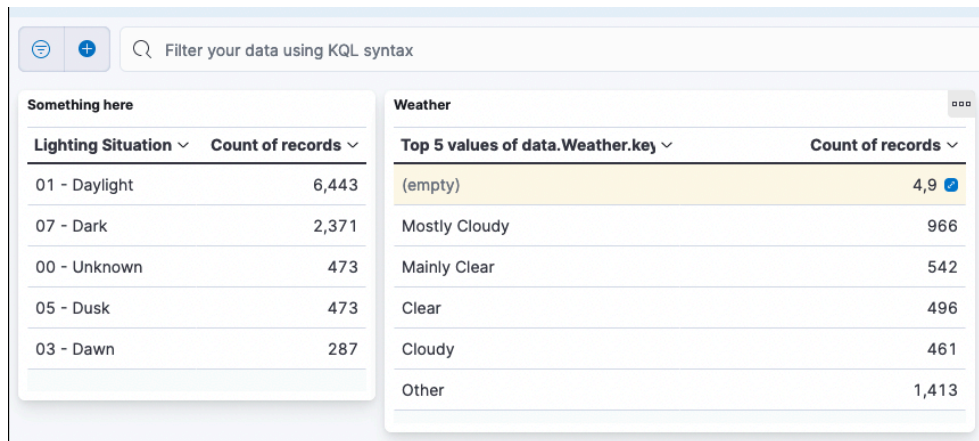 Filter your data using KQL syntax
Something here
Lighting Situation Count of records
01 - Daylight 6,443
07 - Dark 2,371
00 - Unknown 473
05 - Dusk 473
03 - Dawn 287
Weather
Top 5 values of data.Weather.key Count of records
(empty) 4,9
Mostly Cloudy 966
Mainly Clear 542
Clear 496
Cloudy 461
Other 1,413